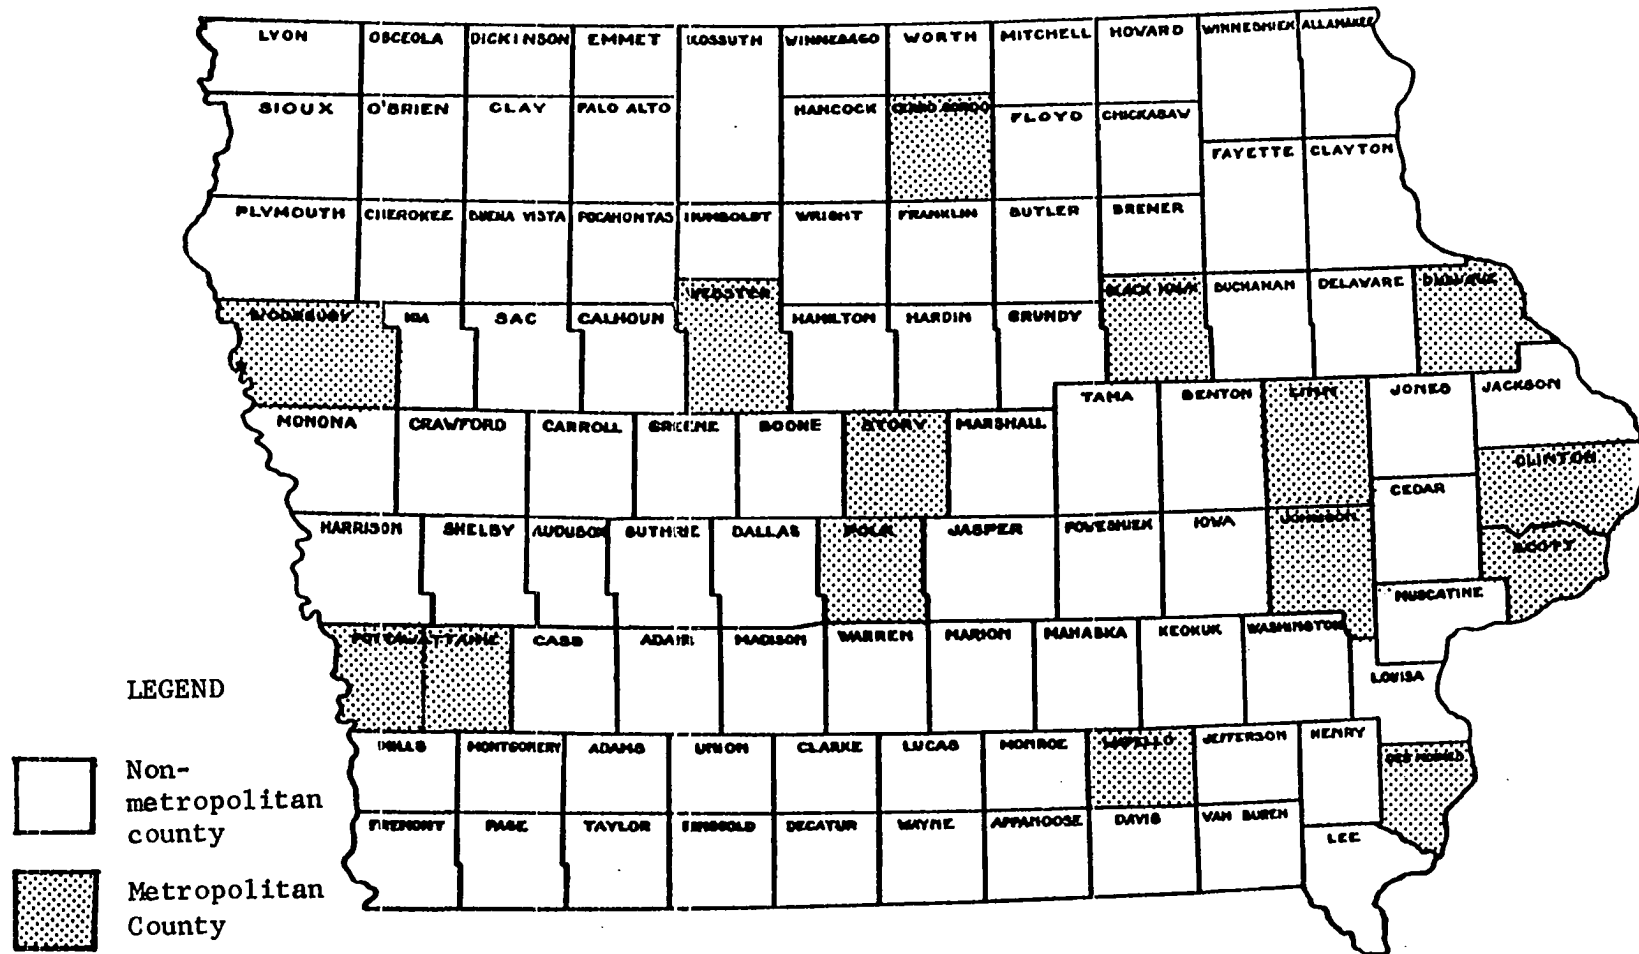 LYON OSCEOLA DICKINSON EMMET KOSSUTH WINNEBAGO WORTH MITCHELL HOWARD WINNESHIEK ALLAMAKEE
SIOUX O'BRIEN CLAY PALO ALTO HANCOCK CERRO GORDO FLOYD CHICKASAW
FAYETTE CLAYTON
PLYMOUTH CHEROKEE BUENA VISTA POCAHONTAS HUMBOLDT WRIGHT FRANKLIN BUTLER BREMER
WOODBURY IDA SAC CALHOUN WEBSTER HAMILTON HARDIN GRUNDY BLACK HAWK BUCHANAN DELAWARE DUBUQUE
MONONA CRAWFORD CARROLL GREENE BOONE STORY MARSHALL TAMA BENTON LINN JONES JACKSON
CLINTON
CEDAR
HARRISON SHELBY AUDUBON GUTHRIE DALLAS POLK JASPER POWESHIEK IOWA JOHNSON SCOTT
MUSCATINE
POTTAWATTAMIE CASS ADAIR MADISON WARREN MARION MAHASKA KEOKUK WASHINGTON
LOUISA
MILLS MONTGOMERY ADAMS UNION CLARKE LUCAS MONROE WAPELLO JEFFERSON HENRY DES MOINES
FREMONT PAGE TAYLOR RINGGOLD DECATUR WAYNE APPANOOSE DAVIS VAN BUREN LEE
LEGEND
Non-
metropolitan
county
Metropolitan
County